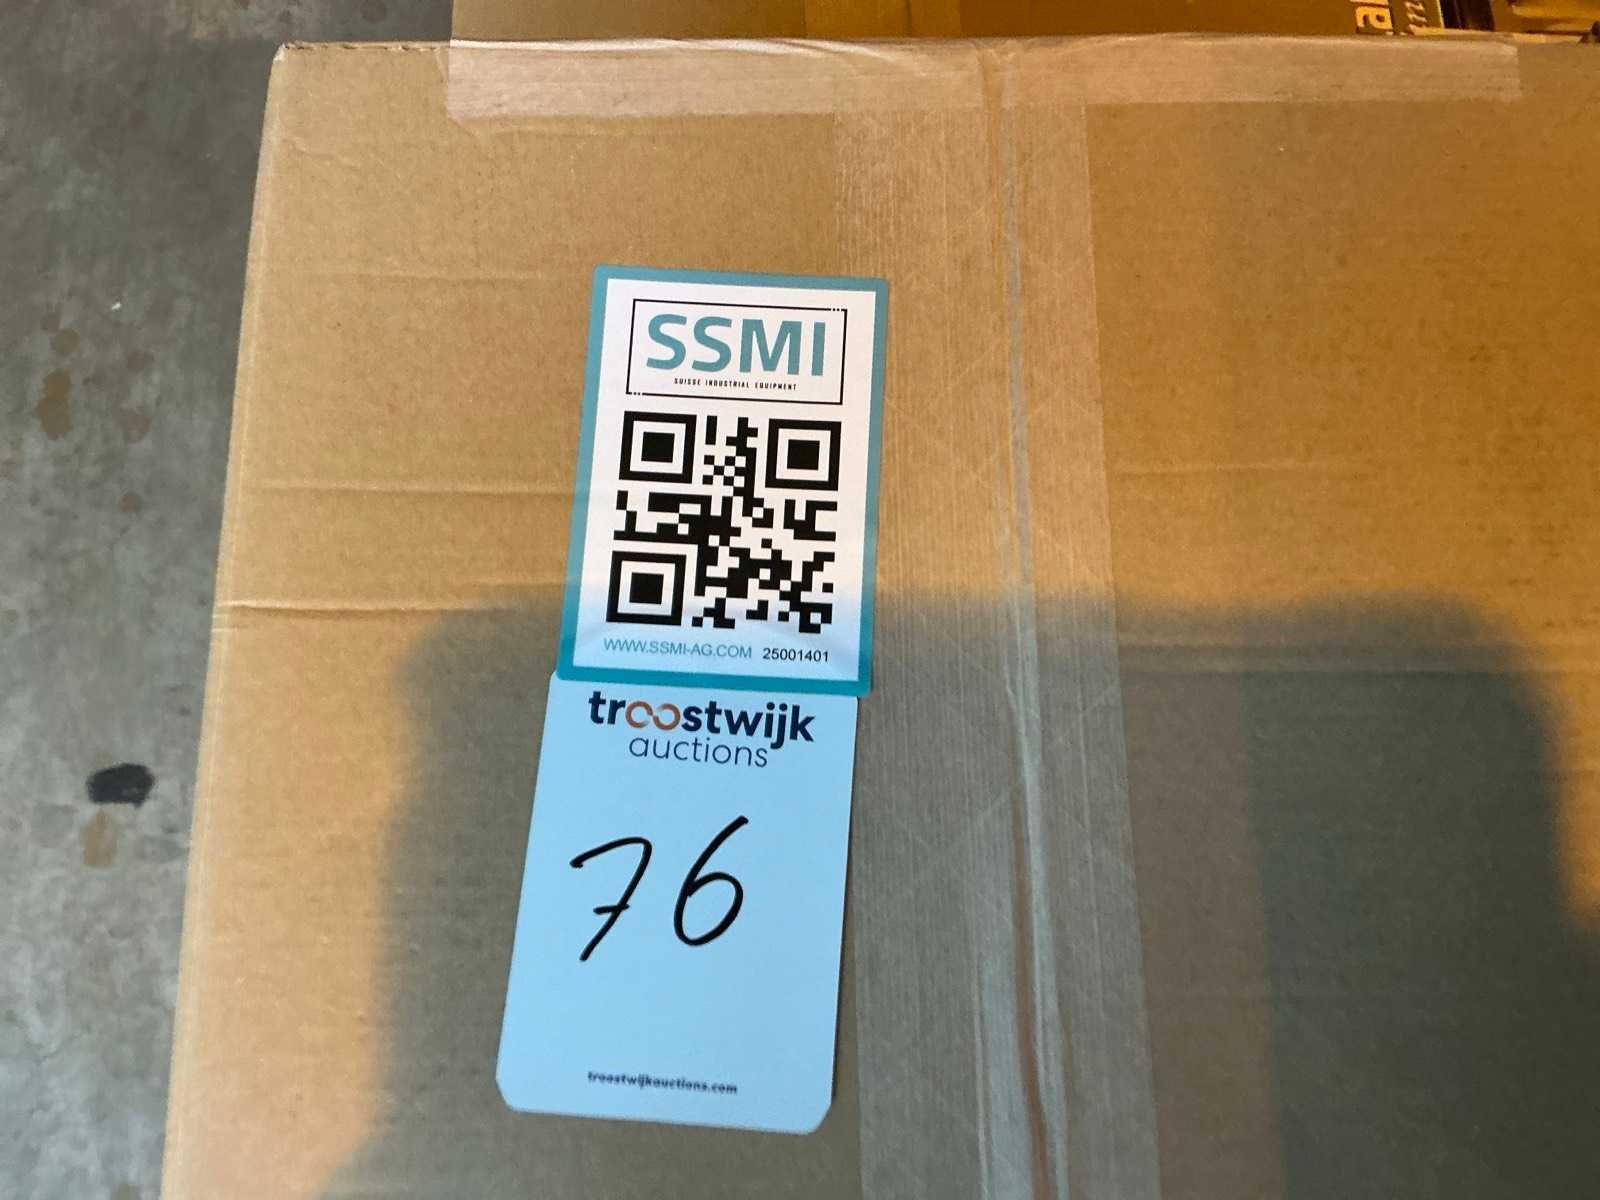 SSMI
SUISSE INDUSTRIAL EQUIPMENT
WWW.SSMI-AG.COM 25001401
troostwijk
auctions
76
troostwijkauctions.com